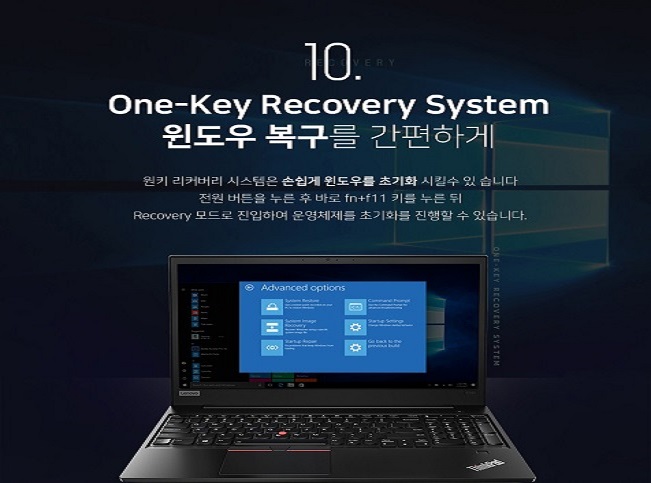 10.
RECOVERY
One-Key Recovery System
윈도우 복구를 간편하게
원키 리커버리 시스템은 손쉽게 윈도우를 초기화 시킬수 있 습니다
전원 버튼을 누른 후 바로 fn+f11 키를 누른 뒤
Recovery 모드로 진입하여 운영체제를 초기화를 진행할 수 있습니다.
ONE-KEY RECOVERY SYSTEM
Advanced options
System Restore
Command Prompt
System Image
Recovery
Startup Settings
Startup Repair
Go back to the
previous build
Lenovo
ThinkPad